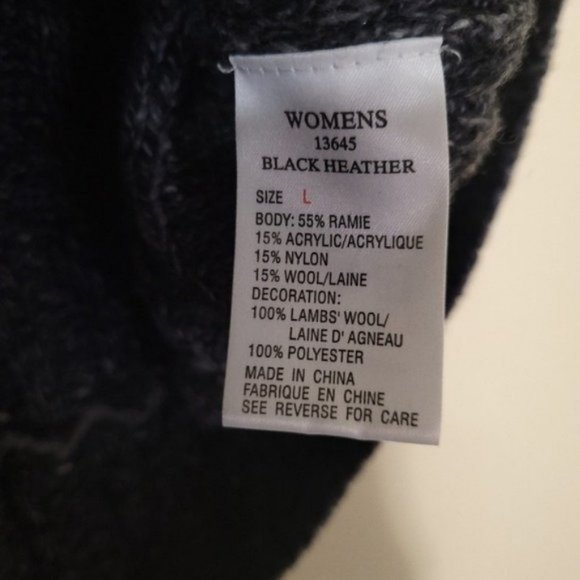 WOMENS
13645
BLACK HEATHER
SIZE L
BODY: 55% RAMIE
15% ACRYLIC/ACRYLIQUE
15% NYLON
15% WOOL/LAINE
DECORATION:
100% LAMBS' WOOL/
LAINE D' AGNEAU
100% POLYESTER
MADE IN CHINA
FABRIQUE EN CHINE
SEE REVERSE FOR CARE